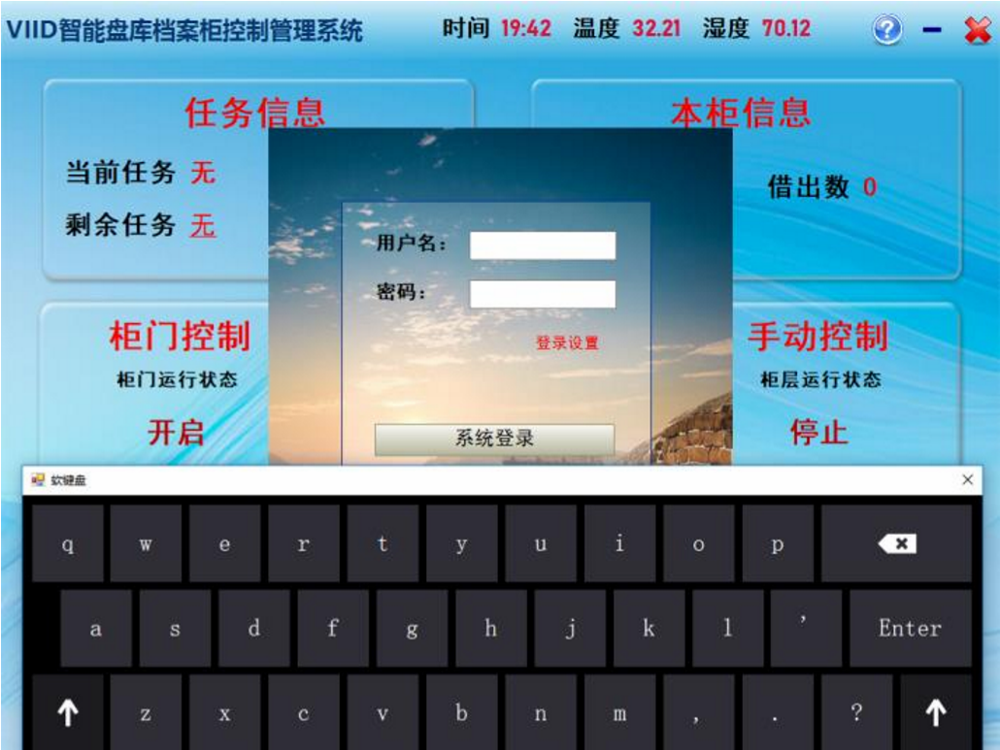 VIID智能盘库档案柜控制管理系统 时间 19:42 温度 32.21 湿度 70.12
任务信息
当前任务 无
剩余任务 无
本柜信息
借出数 0
用户名：
密码：
登录设置
系统登录
柜门控制
柜门运行状态
开启
手动控制
柜层运行状态
停止
软键盘
q w e r t y u i o p
a s d f g h j k l ' Enter
z x c v b n m , . ?